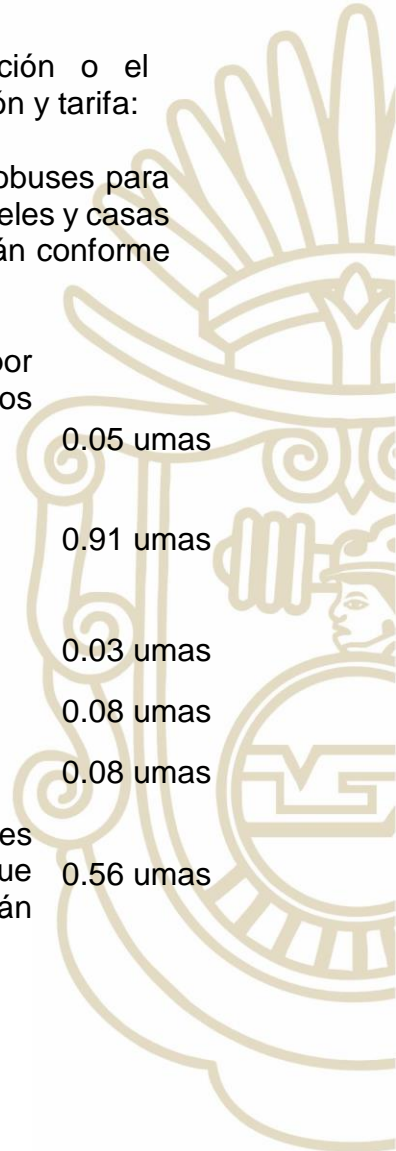 ción o el
ón y tarifa:
obuses para
eles y casas
án conforme
oor
os
0.05 umas
0.91 umas
0.03 umas
0.08 umas
0.08 umas
es
ue 0.56 umas
án